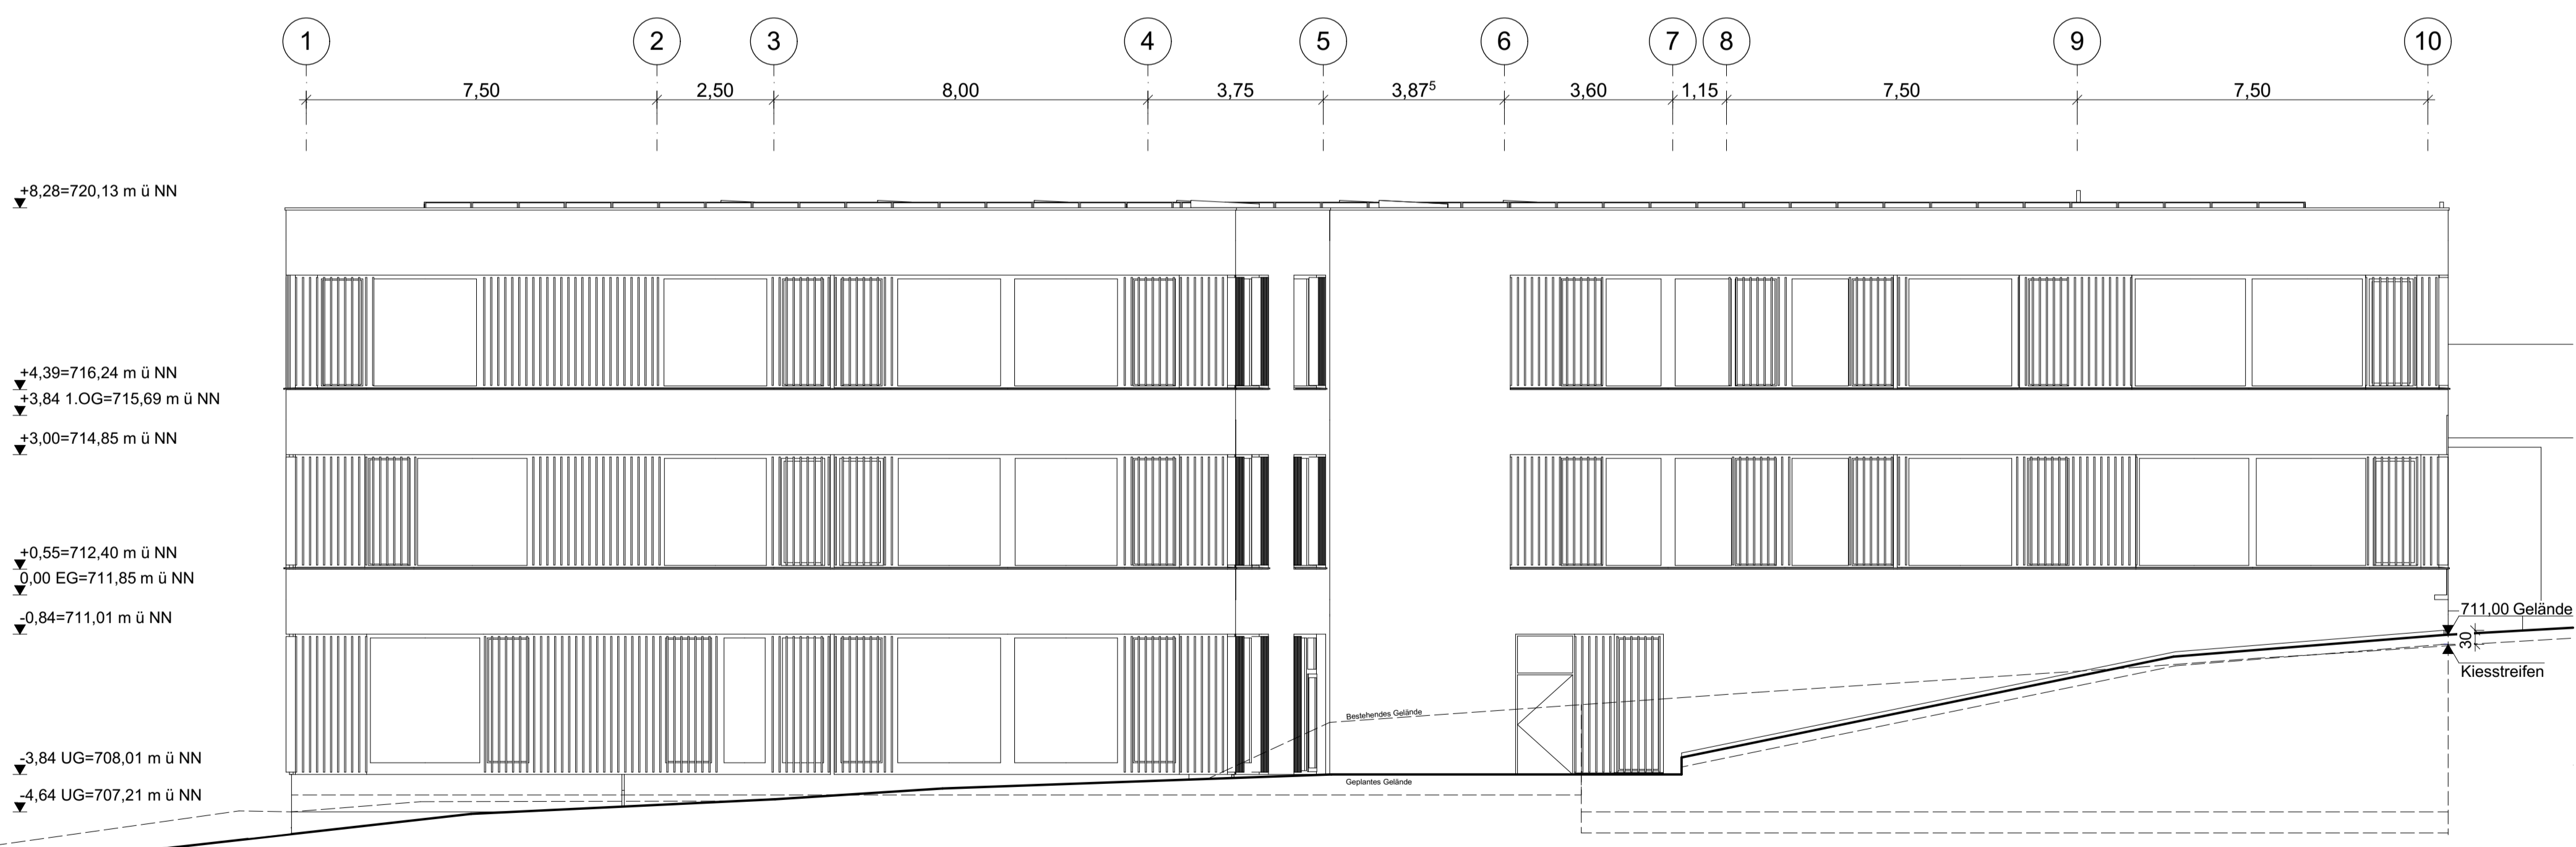 1 2 3 4 5 6 7 8 9 10
7,50 2,50 8,00 3,75 3,87⁵ 3,60 1,15 7,50 7,50
+8,28=720,13 m ü NN
+4,39=716,24 m ü NN
+3,84 1.OG=715,69 m ü NN
+3,00=714,85 m ü NN
+0,55=712,40 m ü NN
0,00 EG=711,85 m ü NN
-0,84=711,01 m ü NN
711,00 Gelände
30
Kiesstreifen
Bestehendes Gelände
-3,84 UG=708,01 m ü NN
Geplantes Gelände
-4,64 UG=707,21 m ü NN